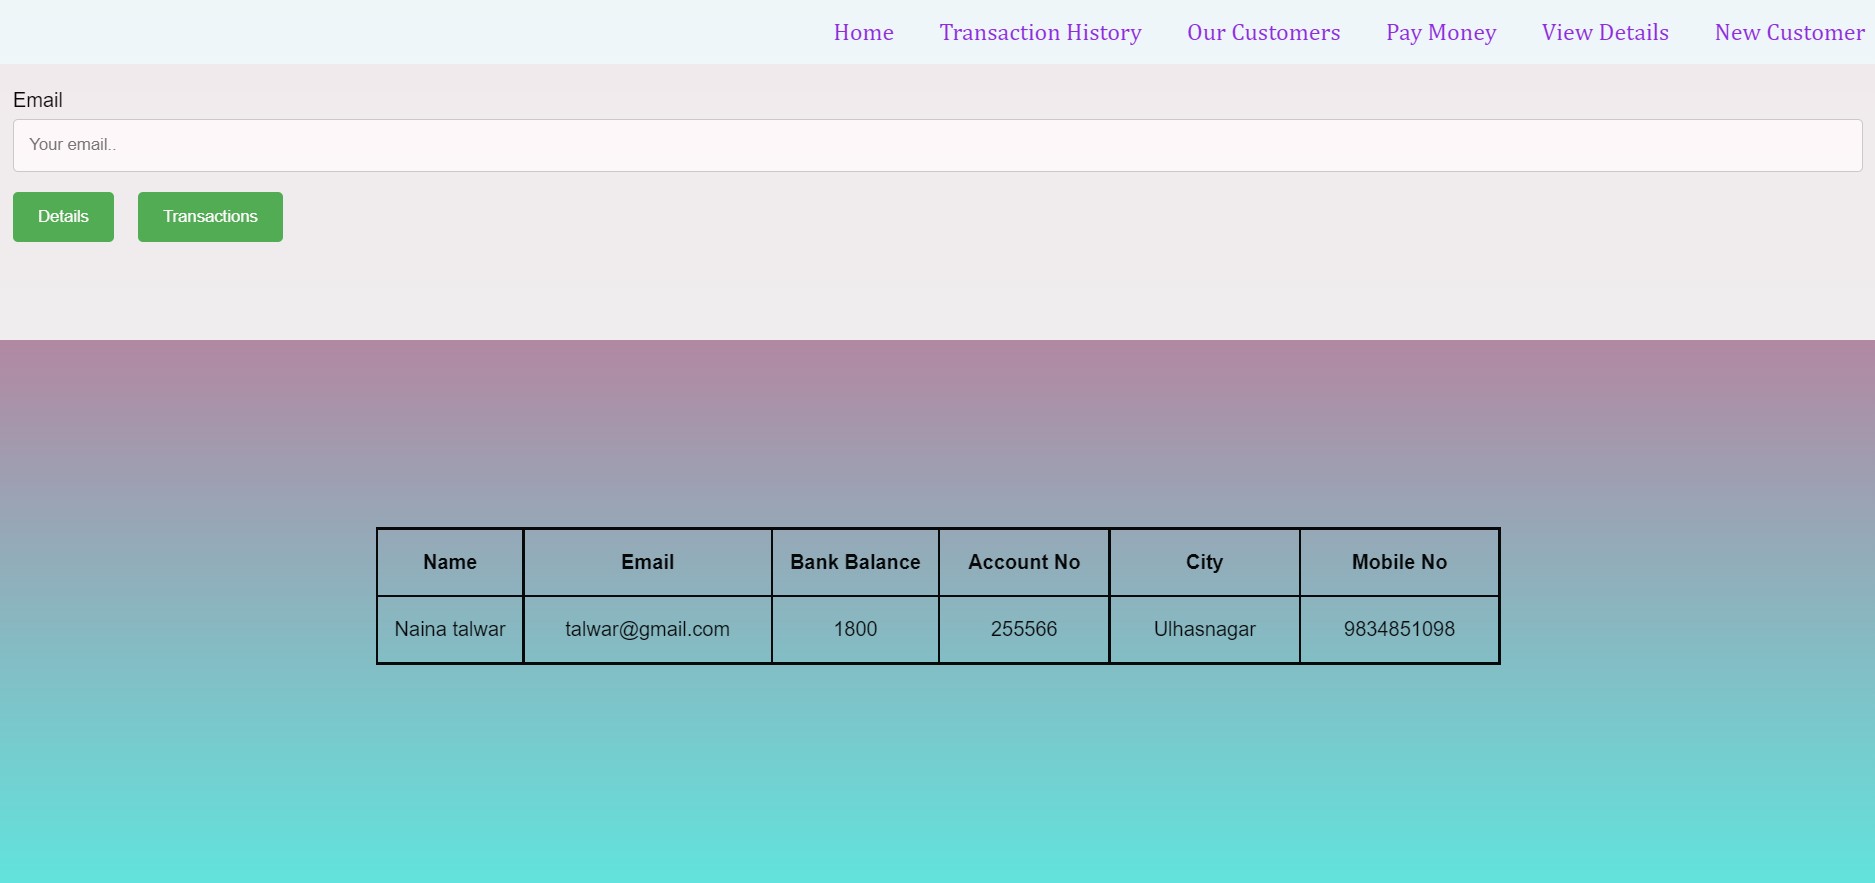 Home Transaction History Our Customers Pay Money View Details New Customer
Email
Your email..
Details Transactions
Name Email Bank Balance Account No City Mobile No
Naina talwar talwar@gmail.com 1800 255566 Ulhasnagar 9834851098